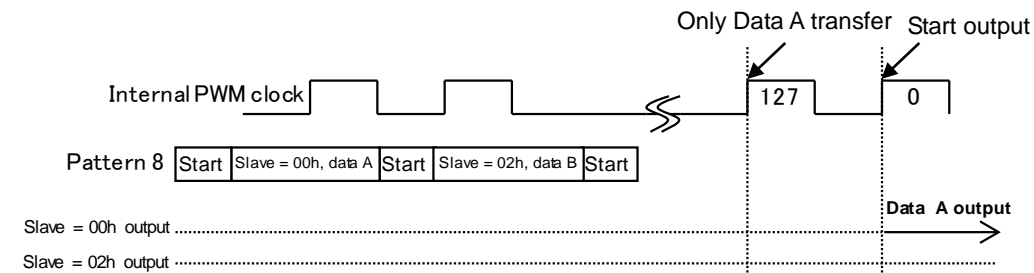 Only Data A transfer
Start output
Internal PWM clock
127
0
Pattern 8
Start
Slave = 00h, data A
Start
Slave = 02h, data B
Start
Data A output
Slave = 00h output
Slave = 02h output